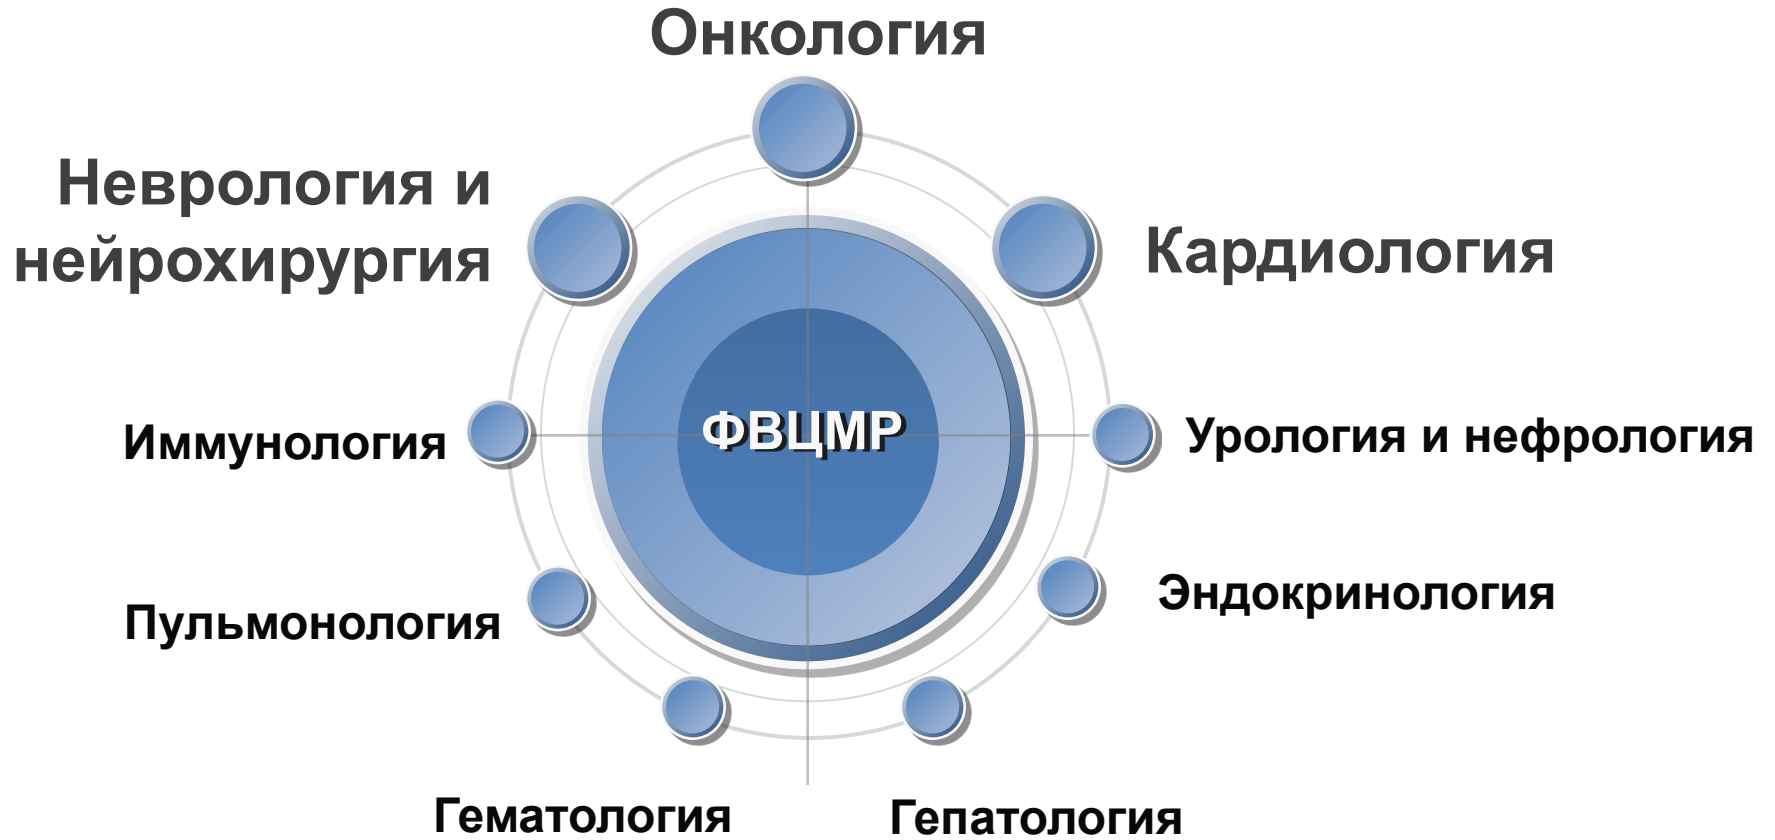 Онкология
Неврология и
нейрохирургия
Кардиология
ФВЦМР
Иммунология
Урология и нефрология
Эндокринология
Пульмонология
Гематология
Гепатология